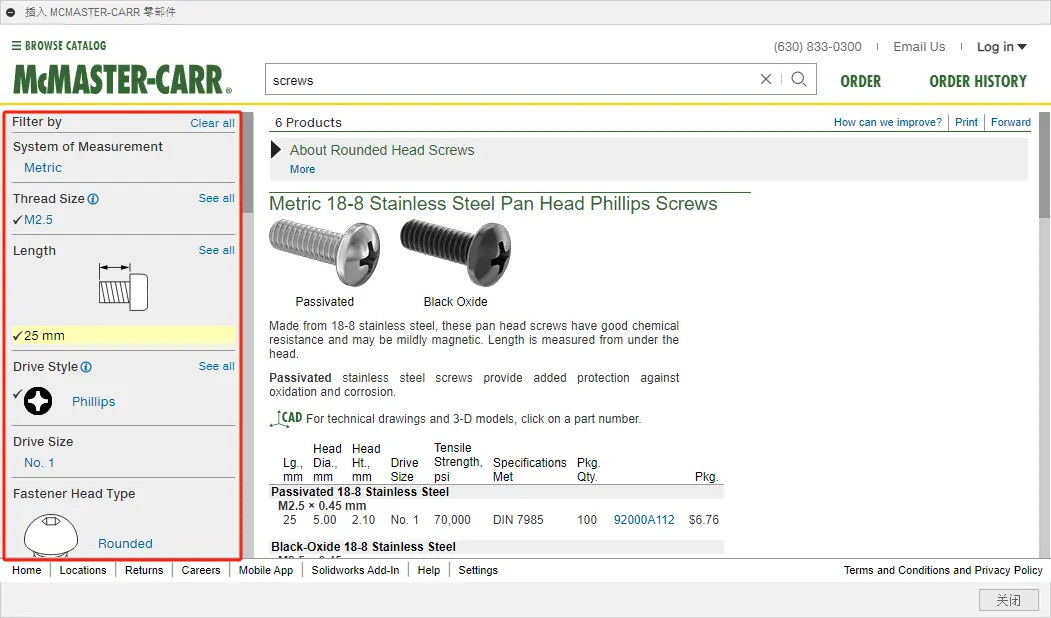 插入 MCMASTER-CARR 零部件
☰ BROWSE CATALOG
(630) 833-0300
Email Us
Log in
McMASTER-CARR®
screws
ORDER
ORDER HISTORY
Filter by
Clear all
System of Measurement
Metric
Thread Size
See all
M2.5
Length
See all
25 mm
Drive Style
See all
Phillips
Drive Size
No. 1
Fastener Head Type
Rounded
6 Products
How can we improve?
Print
Forward
About Rounded Head Screws
More
Metric 18-8 Stainless Steel Pan Head Phillips Screws
Passivated
Black Oxide
Made from 18-8 stainless steel, these pan head screws have good chemical
resistance and may be mildly magnetic. Length is measured from under the
head.
Passivated stainless steel screws provide added protection against
oxidation and corrosion.
CAD For technical drawings and 3-D models, click on a part number.
Lg., mm
Head Dia., mm
Head Ht., mm
Drive Size
Tensile Strength, psi
Specifications Met
Pkg. Qty.
Pkg.
Passivated 18-8 Stainless Steel
M2.5 × 0.45 mm
25 5.00 2.10 No. 1 70,000 DIN 7985 100 92000A112 $6.76
Black-Oxide 18-8 Stainless Steel
Home
Locations
Returns
Careers
Mobile App
Solidworks Add-In
Help
Settings
Terms and Conditions and Privacy Policy
关闭